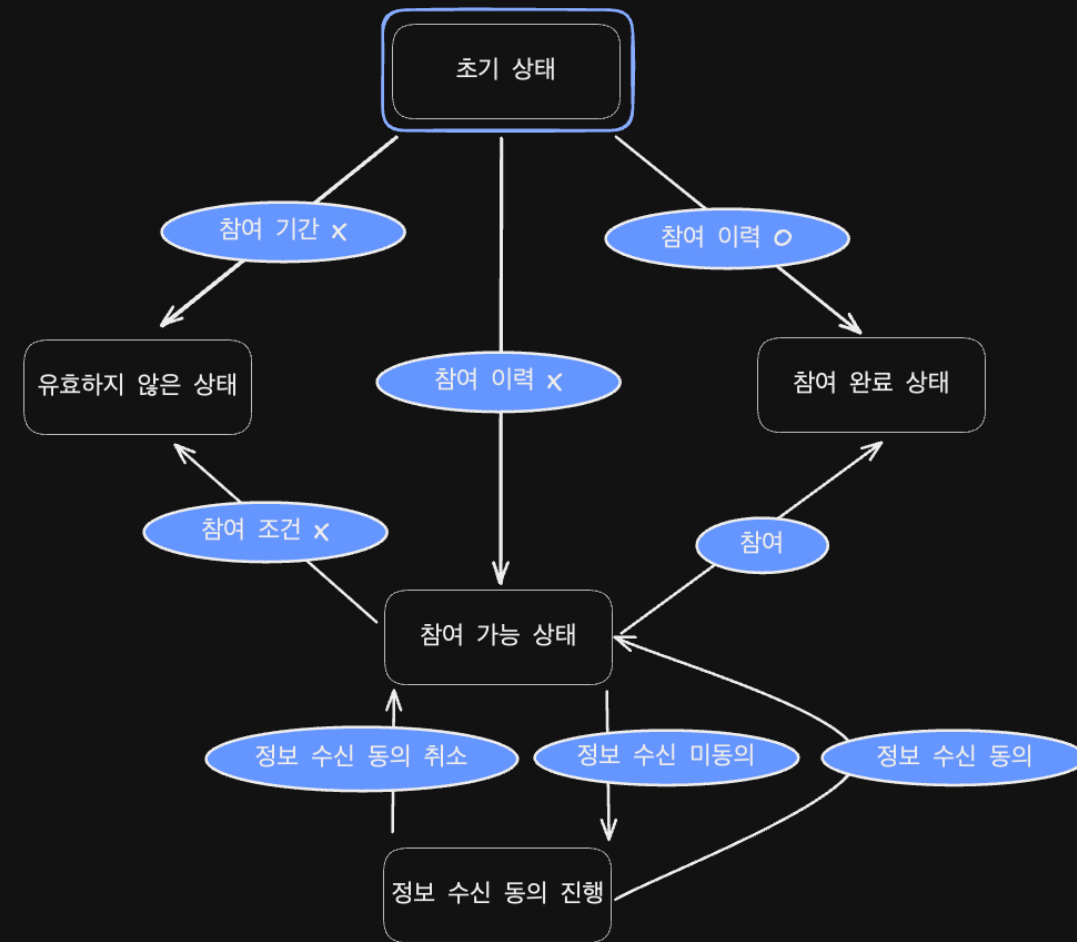 초기 상태
참여 기간 x
참여 이력 o
참여 이력 x
유효하지 않은 상태
참여 완료 상태
참여 조건 x
참여
참여 가능 상태
정보 수신 동의 취소
정보 수신 미동의
정보 수신 동의
정보 수신 동의 진행